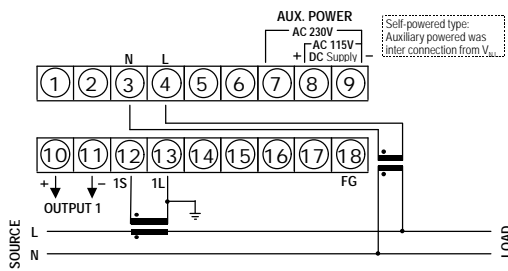 AUX. POWER
AC 230V
AC 115V
+ DC Supply –
Self-powered type:
Auxiliary powered was
inter connection from V_N.L
N L
1 2 3 4 5 6 7 8 9
10 11 12 13 14 15 16 17 18
+ – 1S 1L FG
OUTPUT 1
SOURCE
L
N
LOAD